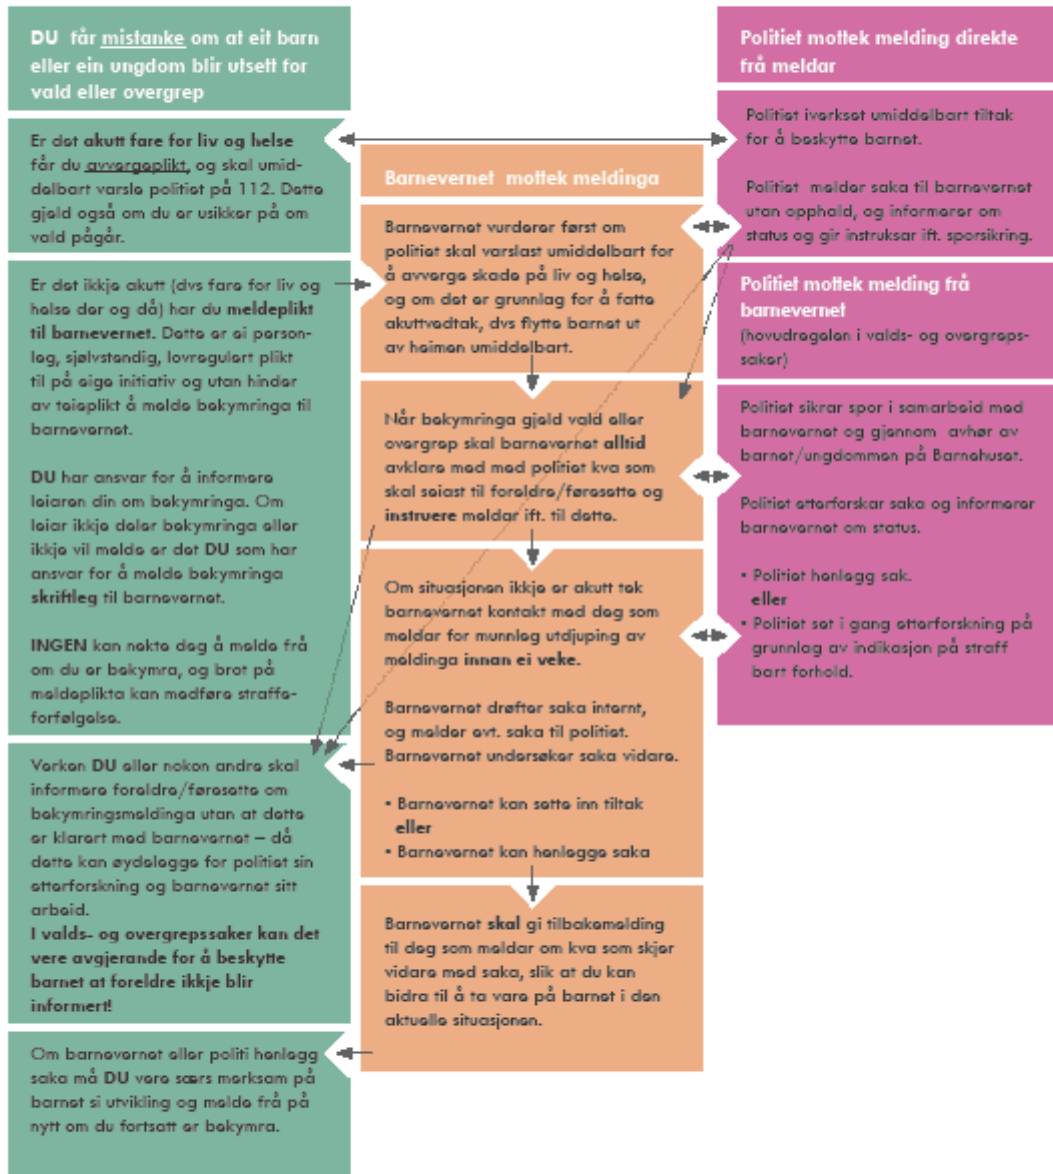 DU får mistanke om at eit barn
eller ein ungdom blir utsett for
vald eller overgrep
Er det akutt fare for liv og helse
får du avvergeplikt, og skal umid-
delbart varsle politiet på 112. Dette
gjeld også om du er usikker på om
vald pågår.
Er det ikkje akutt (dvs fare for liv og
helse der og då) har du meldeplikt
til barnevernet. Dette er ei person-
leg, sjølvstendig, lovregulert plikt
til på eige initiativ og utan hinder
av teieplikt å melde bekymringa til
barnevernet.
DU har ansvar for å informere
leiaren din om bekymringa. Om
leiar ikkje deler bekymringa eller
ikkje vil melde er det DU som har
ansvar for å melde bekymringa
skriftleg til barnevernet.
INGEN kan nekte deg å melde frå
om du er bekymra, og brot på
meldeplikta kan medføre straffe-
forfølgelse.
Verken DU eller nokon andre skal
informere foreldre/føresette om
bekymringsmeldinga utan at dette
er klarert med barnevernet – då
dette kan øydelegge for politiet sin
etterforskning og barnevernet sitt
arbeid.
I valds- og overgrepssaker kan det
vere avgjerande for å beskytte
barnet at foreldre ikkje blir
informert!
Om barnevernet eller politi henlegg
saka må DU vere særs merksam på
barnet si utvikling og melde frå på
nytt om du fortsatt er bekymra.
Barnevernet mottek meldinga
Barnevernet vurderer først om
politiet skal varslast umiddelbart for
å avverge skade på liv og helse,
og om det er grunnlag for å fatte
akuttvedtak, dvs flytte barnet ut
av heimen umiddelbart.
Når bekymringa gjeld vald eller
overgrep skal barnevernet alltid
avklare med med politiet kva som
skal seiast til foreldre/føresette og
instruere meldar ift. til dette.
Om situasjonen ikkje er akutt tek
barnevernet kontakt med deg som
meldar for munnleg utdjuping av
meldinga innan ei veke.
Barnevernet drøfter saka internt,
og melder evt. saka til politiet.
Barnevernet undersøker saka vidare.
• Barnevernet kan sette inn tiltak
eller
• Barnevernet kan henlegge saka
Barnevernet skal gi tilbakemelding
til deg som meldar om kva som skjer
vidare med saka, slik at du kan
bidra til å ta vare på barnet i den
aktuelle situasjonen.
Politiet mottek melding direkte
frå meldar
Politiet iverkset umiddelbart tiltak
for å beskytte barnet.
Politiet melder saka til barnevernet
utan opphald, og informerer om
status og gir instruksar ift. sporsikring.
Politiet mottek melding frå
barnevernet
(hovudregelen i valds- og overgreps-
saker)
Politiet sikrar spor i samarbeid med
barnevernet og gjennom avhør av
barnet/ungdommen på Barnehuset.
Politiet etterforskar saka og informerer
barnevernet om status.
• Politiet henlegg sak.
eller
• Politiet set i gang etterforskning på
grunnlag av indikasjon på straff
bart forhold.